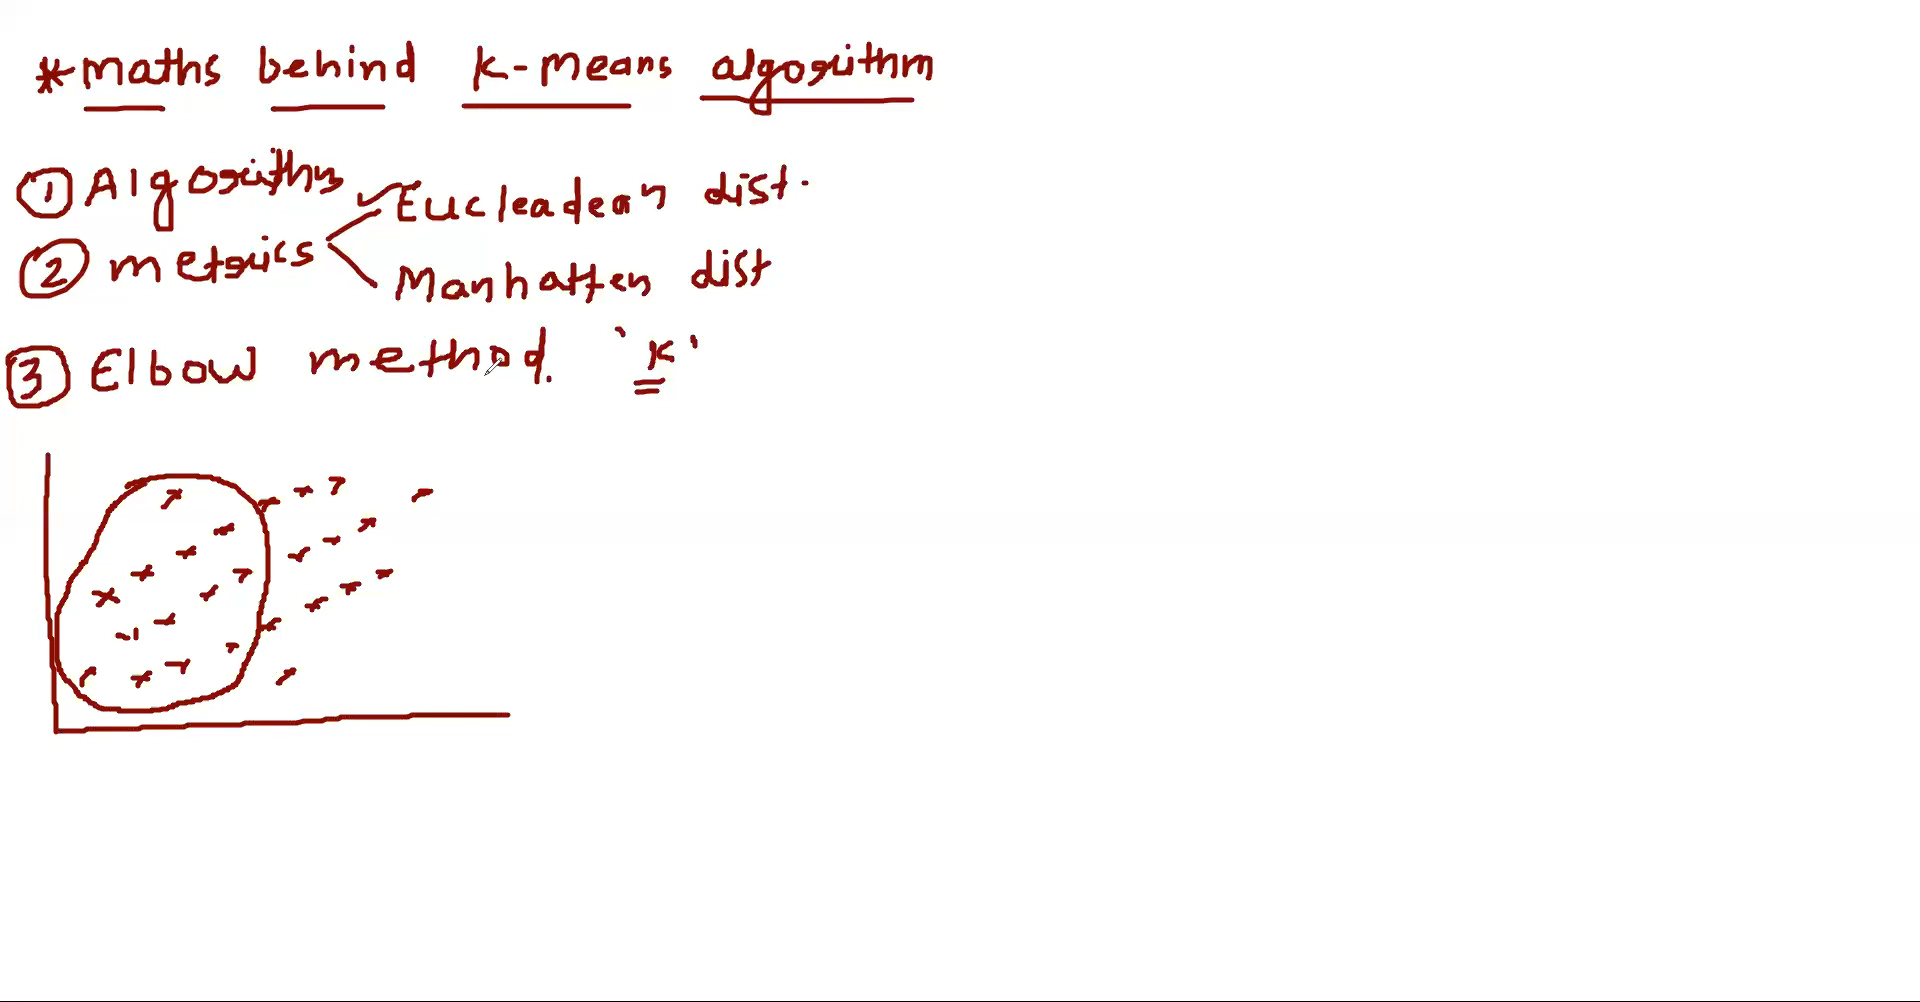 * maths behind k-means algorithm
① Algorithm
② metrics
Eucleadean dist.
Manhatten dist
③ Elbow method. 'K'